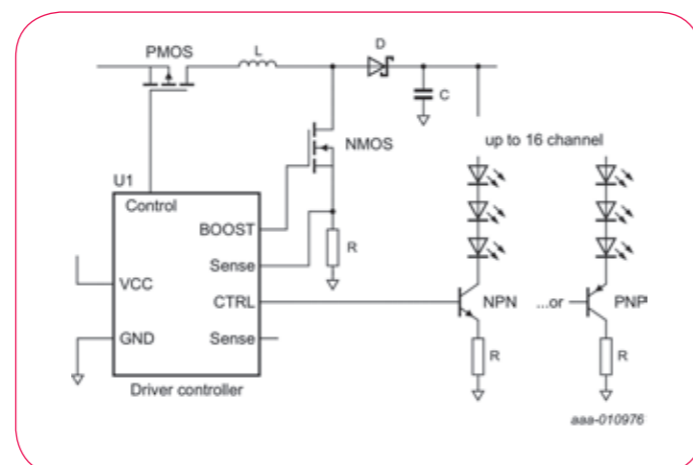 PMOS
L
D
C
up to 16 channel
NMOS
U1
Control
BOOST
Sense
R
VCC
CTRL
NPN
...or
PNP
GND
Sense
R
R
Driver controller
aaa-010976